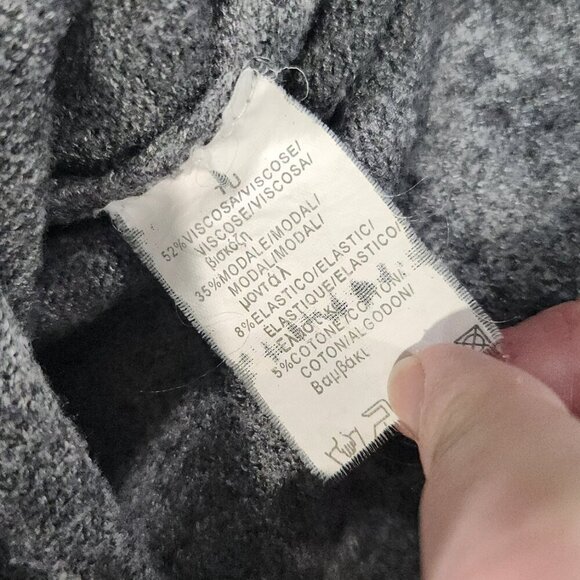 TU
52%VISCOSA/VISCOSE/
VISCOSE/VISCOSA/
βισκόζη
35%MODALE/MODAL/
MODAL/MODAL/
μοντάλ
8%ELASTICO/ELASTIC/
ELASTIQUE/ELASTICO/
5%COTONE/COTTON/
COTON/ALGODON/
Βαμβάκι